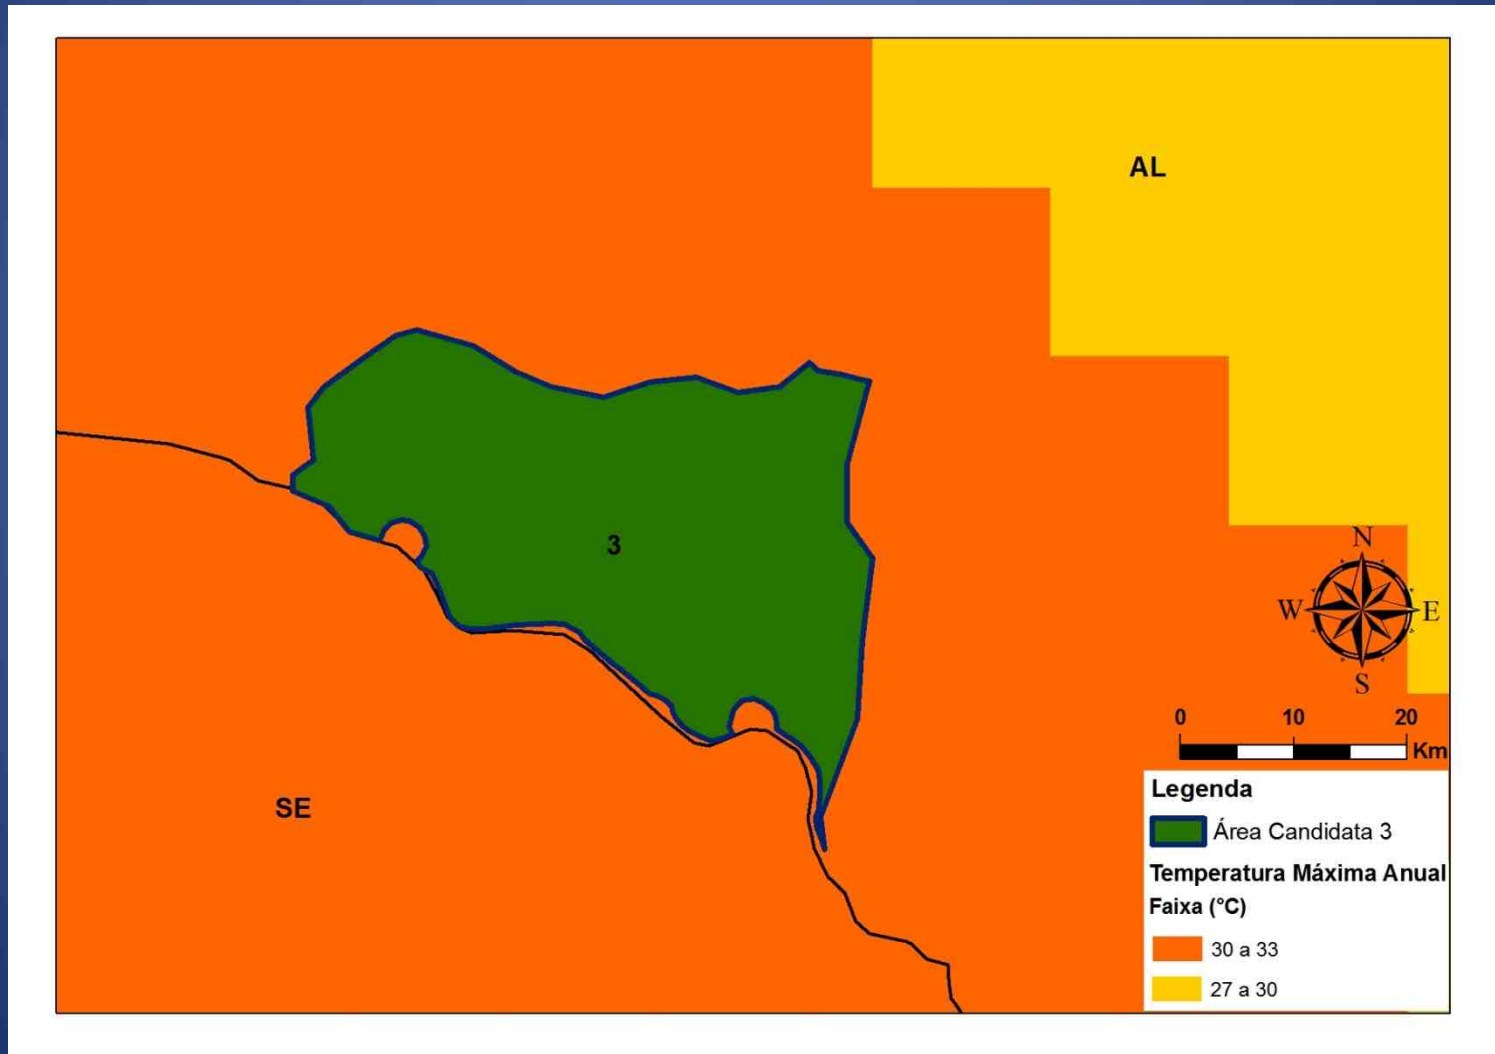 AL
3
SE
N
W E
S
0 10 20
Km
Legenda
Área Candidata 3
Temperatura Máxima Anual
Faixa (°C)
30 a 33
27 a 30